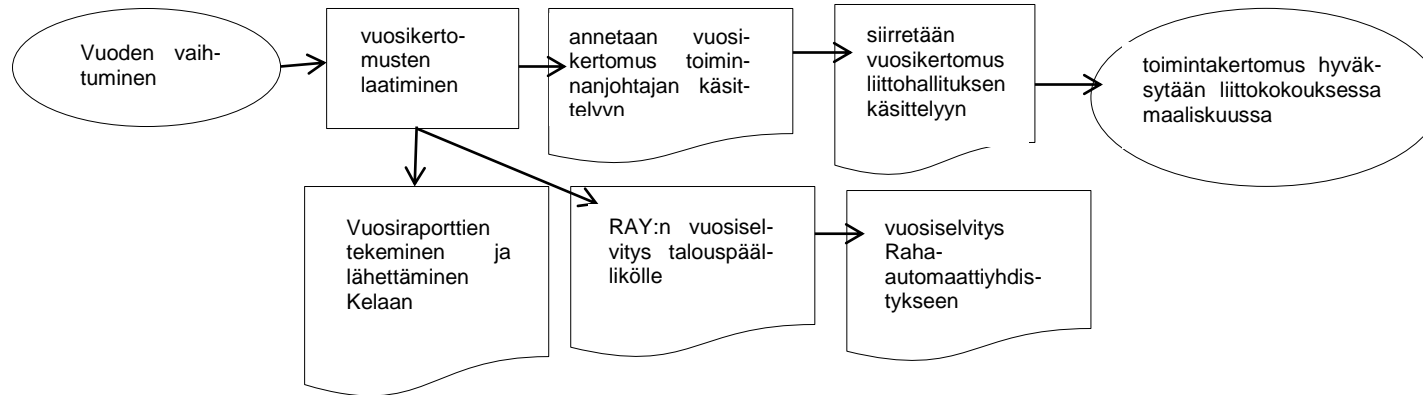 Vuoden vaih-
tuminen
vuosikerto-
musten
laatiminen
annetaan vuosi-
kertomus toimin-
nanjohtajan käsit-
telyyn
siirretään
vuosikertomus
liittohallituksen
käsittelyyn
toimintakertomus hyväk-
sytään liittokokouksessa
maaliskuussa
Vuosiraporttien
tekeminen ja
lähettäminen
Kelaan
RAY:n vuosisel-
vitys talouspääl-
likölle
vuosiselvitys
Raha-
automaattiyhdis-
tykseen